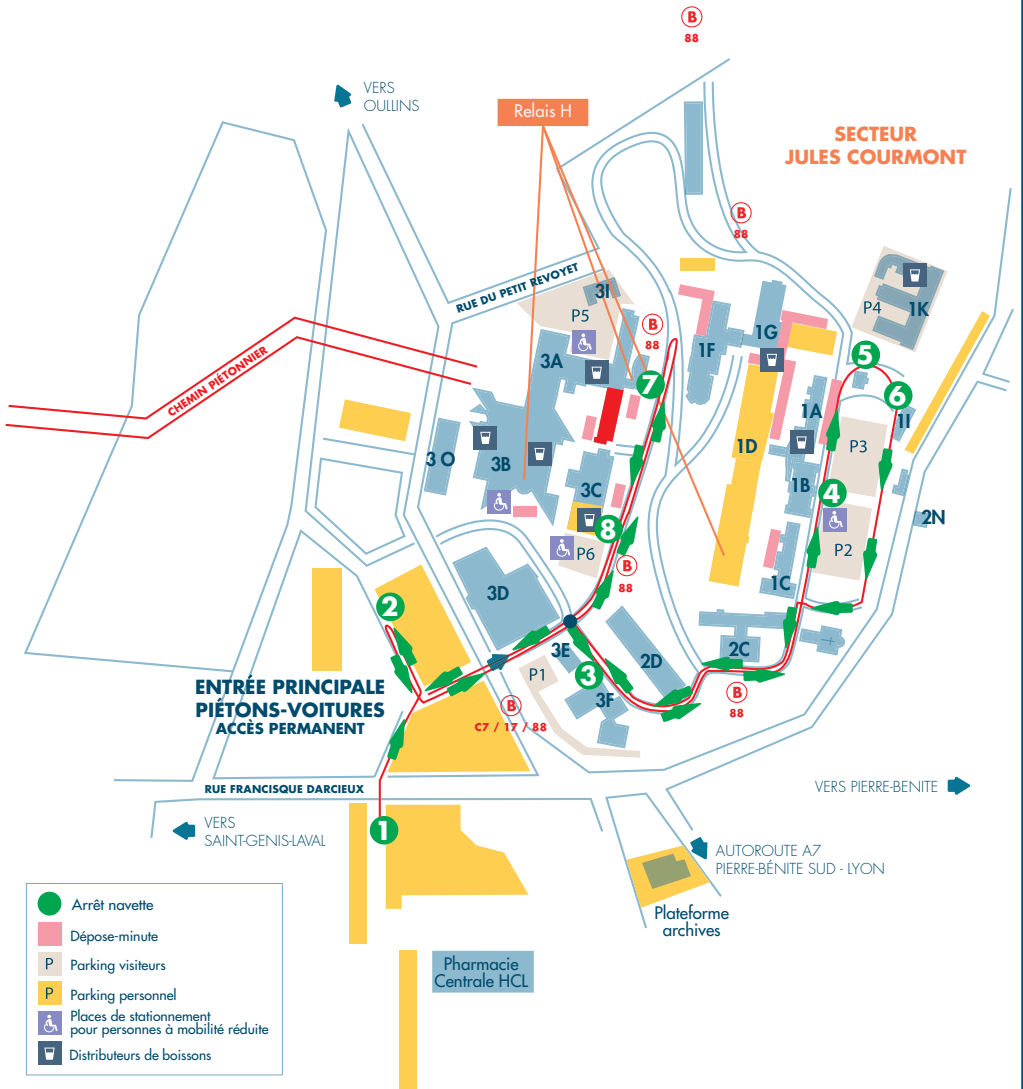 B
88
VERS
OULLINS
Relais H
SECTEUR
JULES COURMONT
B
88
RUE DU PETIT REVOYET
3I
P5
B
88
1G
1F
P4
1K
3A
5
7
6
CHEMIN PIÉTONNIER
1A
1I
3 O
3B
1D
P3
3C
1B
4
8
2N
P6
P2
B
88
1C
3D
2
3E
2C
2D
P1
3
3F
ENTRÉE PRINCIPALE
PIÉTONS-VOITURES
ACCÈS PERMANENT
B
C7 / 17 / 88
B
88
RUE FRANCISQUE DARCIEUX
VERS PIERRE-BENITE
1
VERS
SAINT-GENIS-LAVAL
AUTOROUTE A7
PIERRE-BÉNITE SUD - LYON
Plateforme
archives
Pharmacie
Centrale HCL
Arrêt navette
Dépose-minute
P Parking visiteurs
P Parking personnel
Places de stationnement
pour personnes à mobilité réduite
Distributeurs de boissons